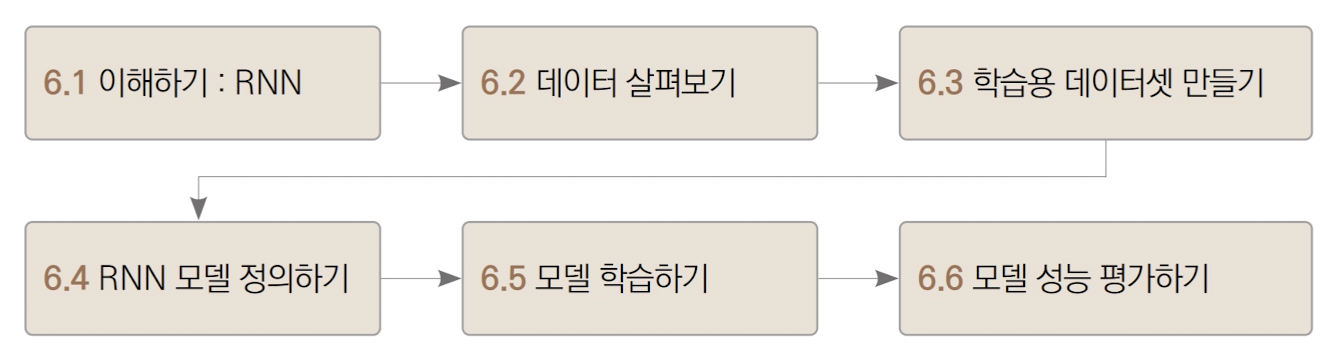 6.1 이해하기 : RNN
6.2 데이터 살펴보기
6.3 학습용 데이터셋 만들기
6.4 RNN 모델 정의하기
6.5 모델 학습하기
6.6 모델 성능 평가하기